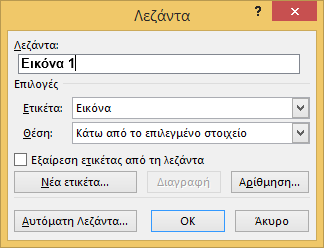 Λεζάντα ? ×
Λεζάντα:
Εικόνα 1
Επιλογές
Ετικέτα: Εικόνα
Θέση: Κάτω από το επιλεγμένο στοιχείο
Εξαίρεση ετικέτας από τη λεζάντα
Νέα ετικέτα... Διαγραφή Αρίθμηση...
Αυτόματη Λεζάντα... OK Άκυρο